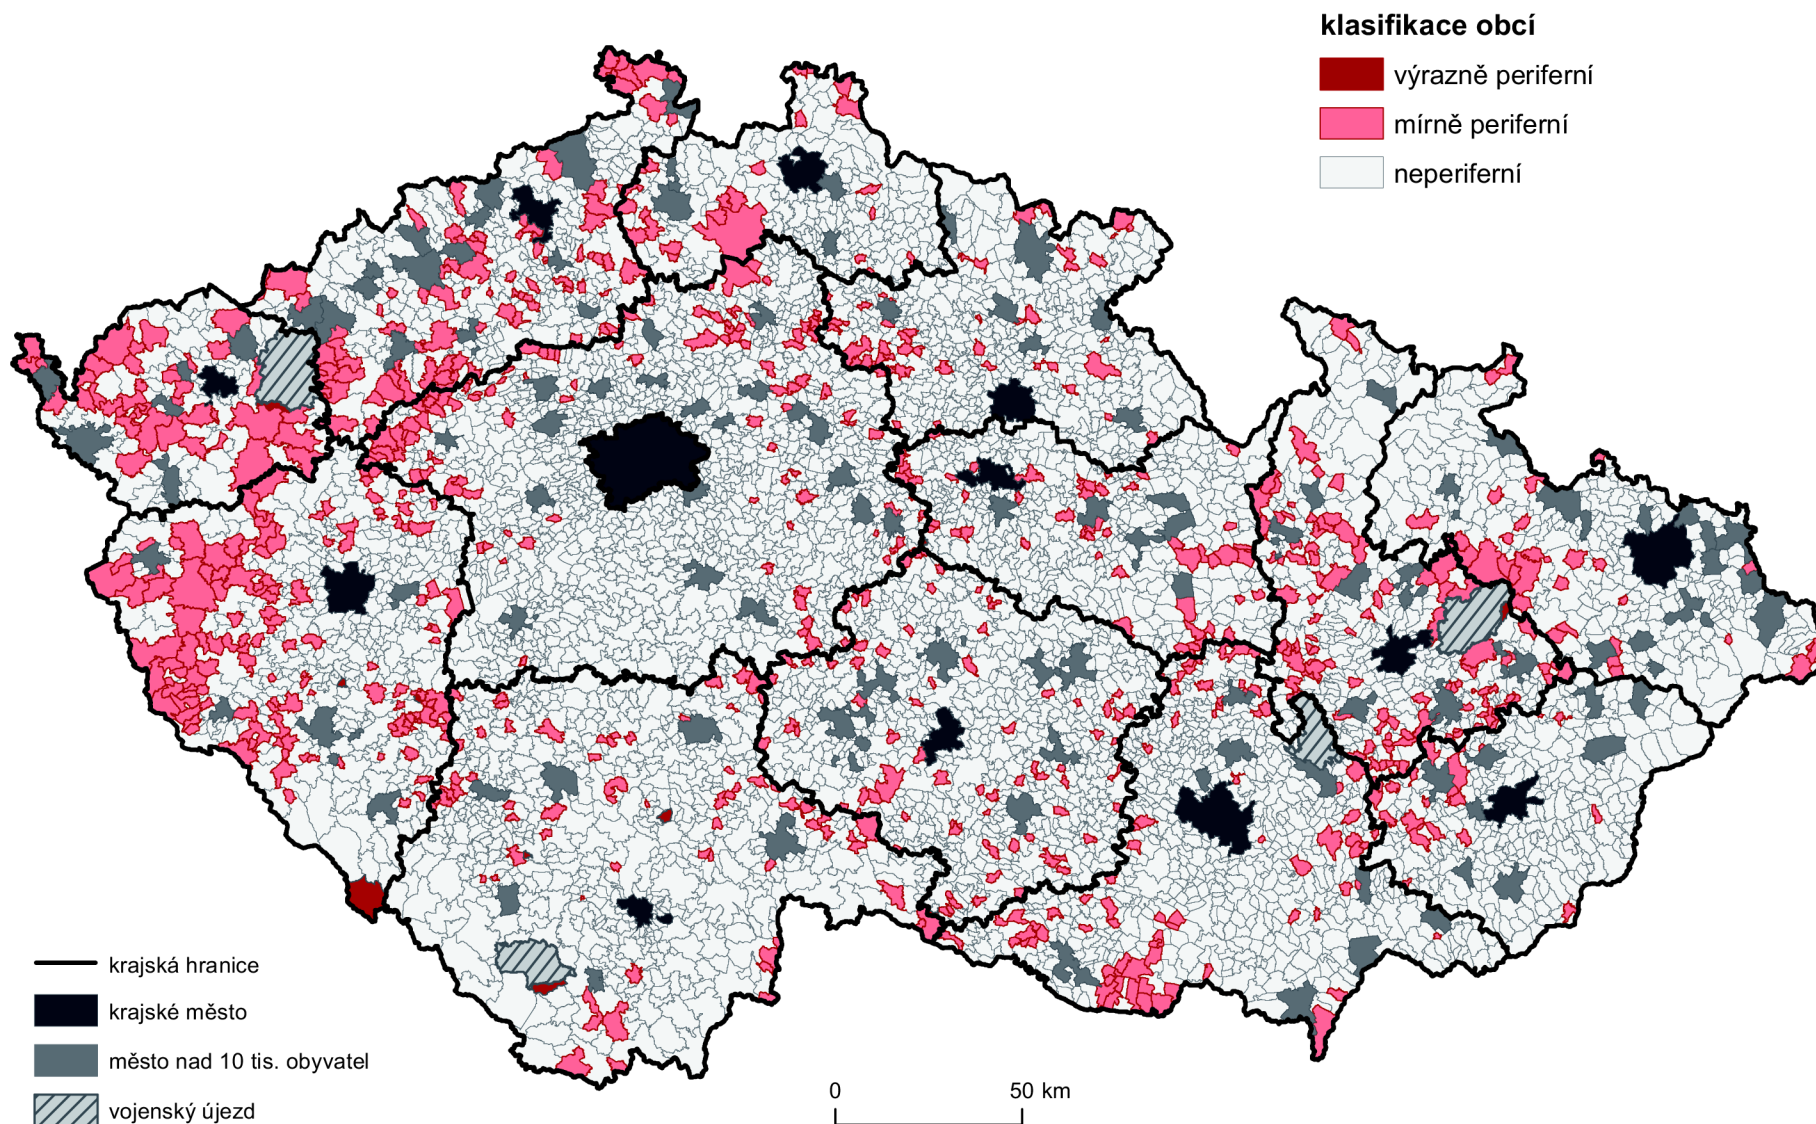 klasifikace obcí
výrazně periferní
mírně periferní
neperiferní
krajská hranice
krajské město
město nad 10 tis. obyvatel
vojenský újezd
0 50 km